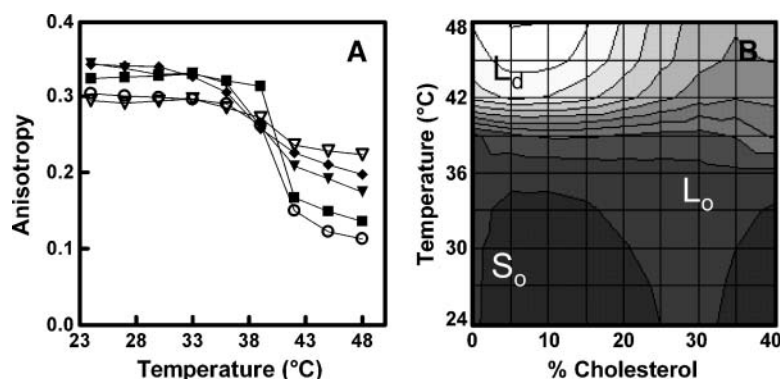 0.4
A
0.3
0.2
0.1
0.0
Anisotropy
23 28 33 38 43 48
Temperature (°C)
48
B
Ld
42
36
Lo
30
So
24
Temperature (°C)
0 10 20 30 40
% Cholesterol